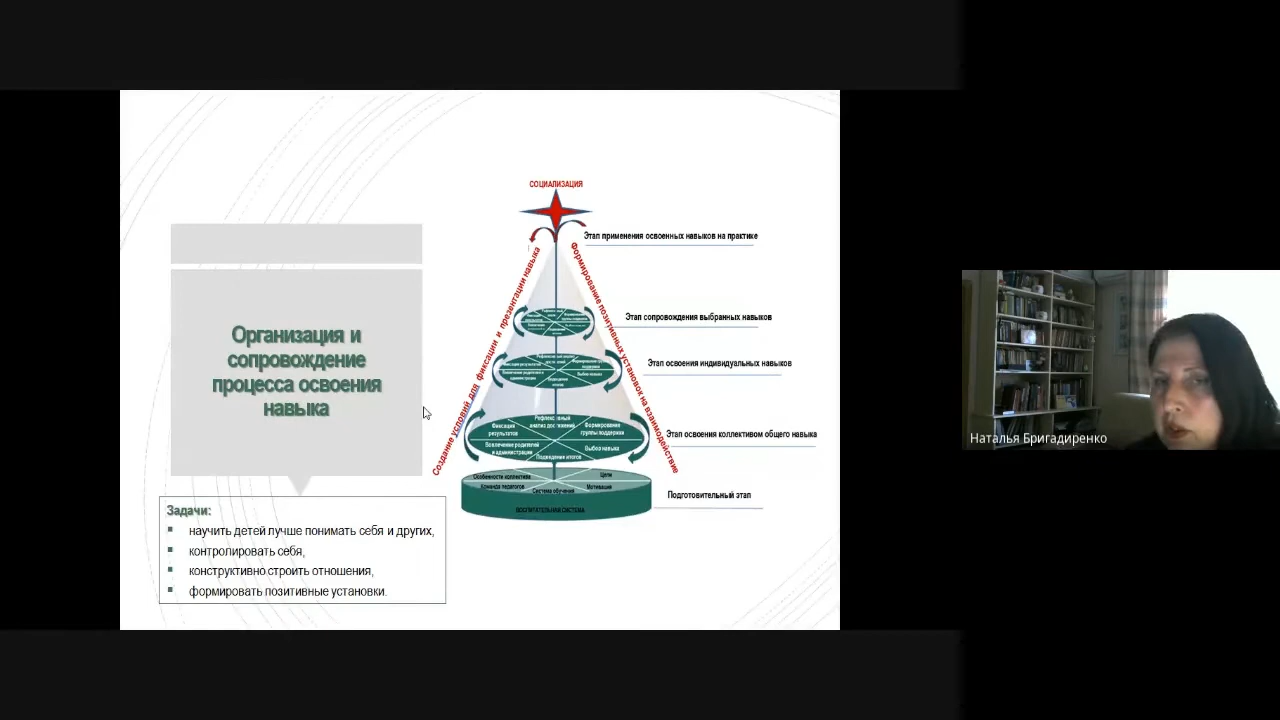 СОЦИАЛИЗАЦИЯ
Этап применения освоенных навыков на практике
Создание условий для фиксации и презентации навыка
Формирование позитивных установок на взаимодействие
Этап сопровождения выбранных навыков
Этап освоения индивидуальных навыков
Этап освоения коллективом общего навыка
Рефлексивный
анализ достижений
Фиксация
результатов
Формирование
группы поддержки
Вовлечение родителей
и администрации
Выбор навыка
Подведение итогов
Особенности коллектива
Цели
Команда педагогов
Мотивация
Система обучения
ВОСПИТАТЕЛЬНАЯ СИСТЕМА
Подготовительный этап
Организация и
сопровождение
процесса освоения
навыка
Задачи:
научить детей лучше понимать себя и других,
контролировать себя,
конструктивно строить отношения,
формировать позитивные установки.
Наталья Бригадиренко